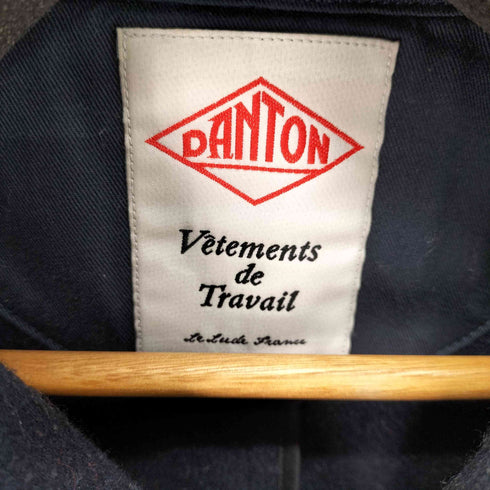 DANTON
Vêtements
de
Travail
Le Lude France